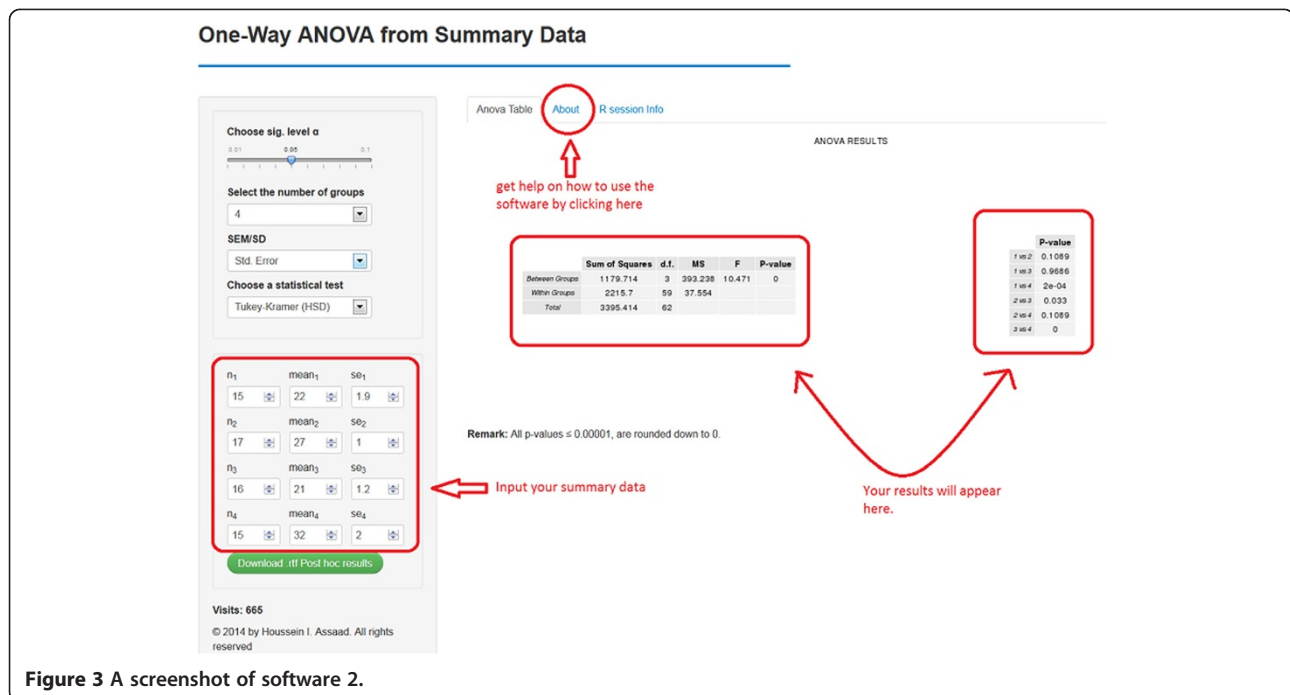 One-Way ANOVA from Summary Data
Choose sig. level α
0.01 0.05 0.1
Select the number of groups
4
SEM/SD
Std. Error
Choose a statistical test
Tukey-Kramer (HSD)
n1 mean1 se1
15 22 1.9
n2 mean2 se2
17 27 1
n3 mean3 se3
16 21 1.2
n4 mean4 se4
15 32 2
Download .rtf Post hoc results
Visits: 665
© 2014 by Houssein I. Assaad. All rights
reserved
Anova Table About R session Info
ANOVA RESULTS
get help on how to use the
software by clicking here
Sum of Squares d.f. MS F P-value
Between Groups 1179.714 3 393.238 10.471 0
Within Groups 2215.7 59 37.554
Total 3395.414 62
P-value
1 vs 2 0.1089
1 vs 3 0.9686
1 vs 4 2e-04
2 vs 3 0.033
2 vs 4 0.1089
3 vs 4 0
Remark: All p-values ≤ 0.00001, are rounded down to 0.
Input your summary data
Your results will appear
here.
Figure 3 A screenshot of software 2.